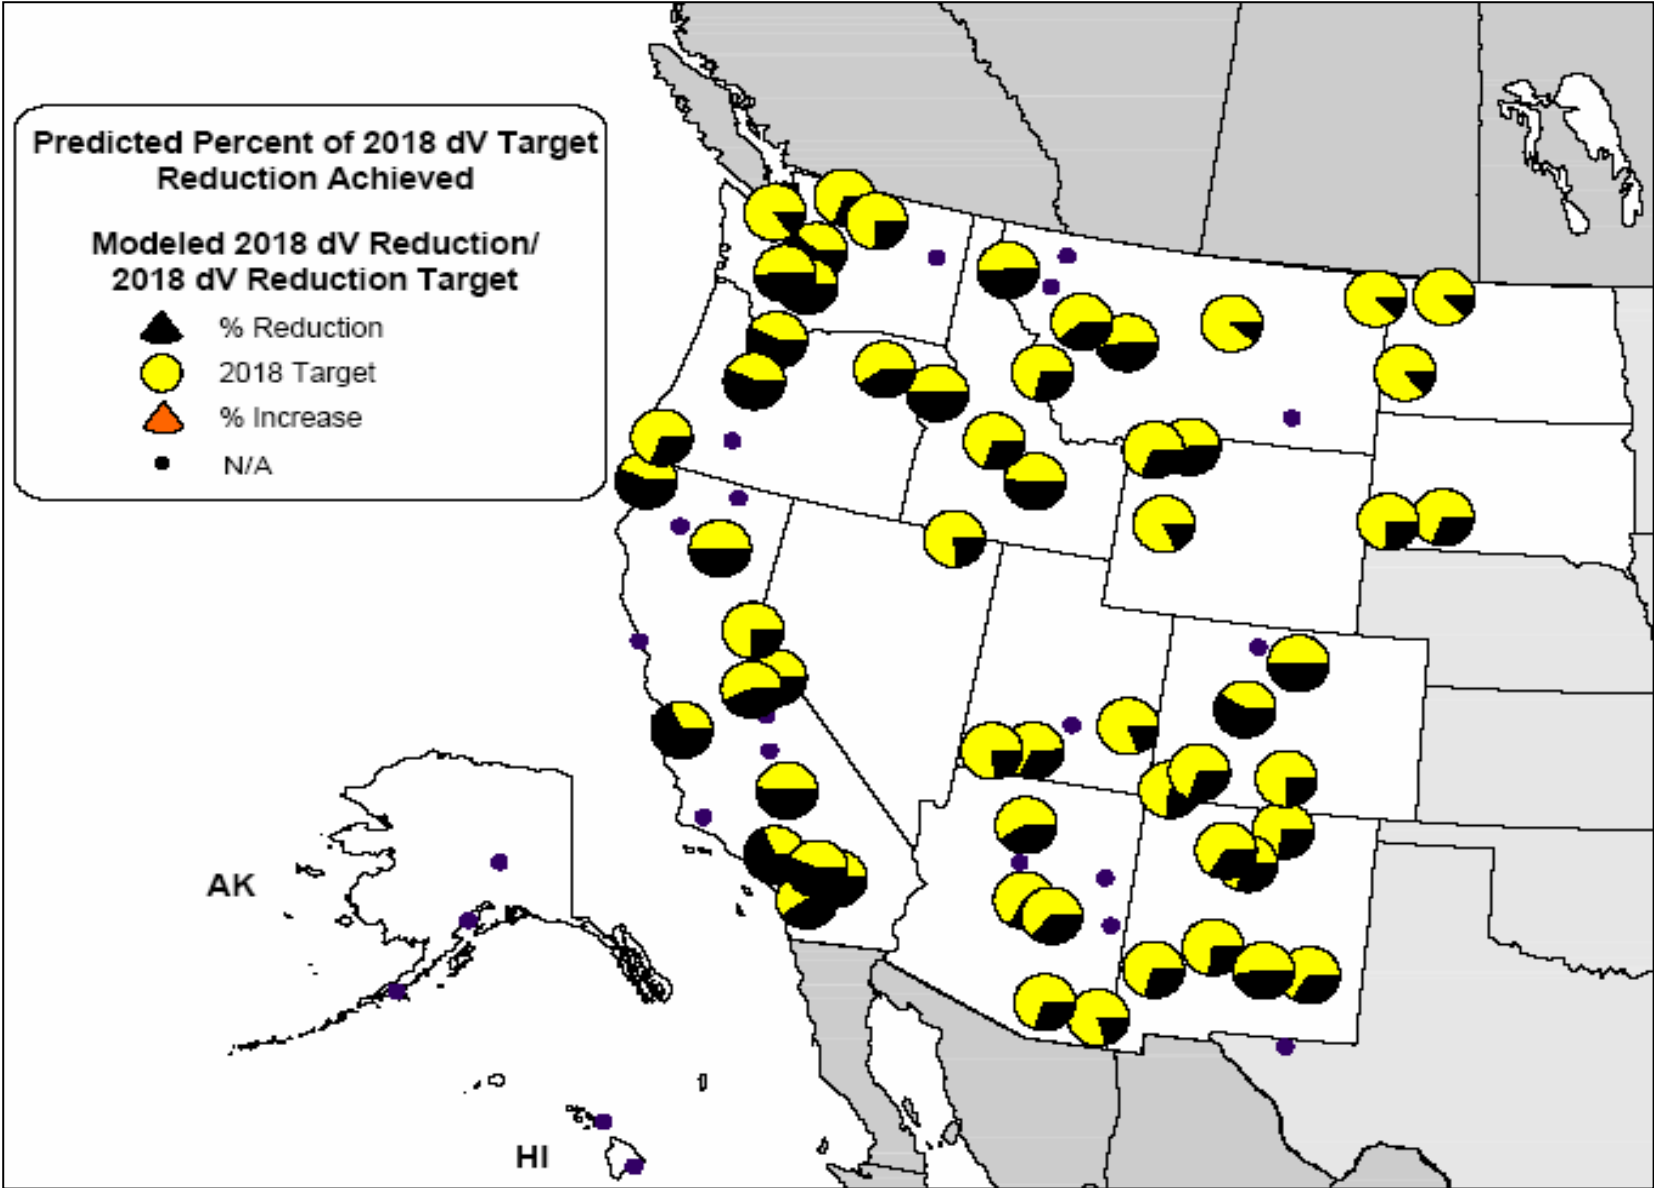 Predicted Percent of 2018 dV Target
Reduction Achieved
Modeled 2018 dV Reduction/
2018 dV Reduction Target
% Reduction
2018 Target
% Increase
N/A
AK
HI